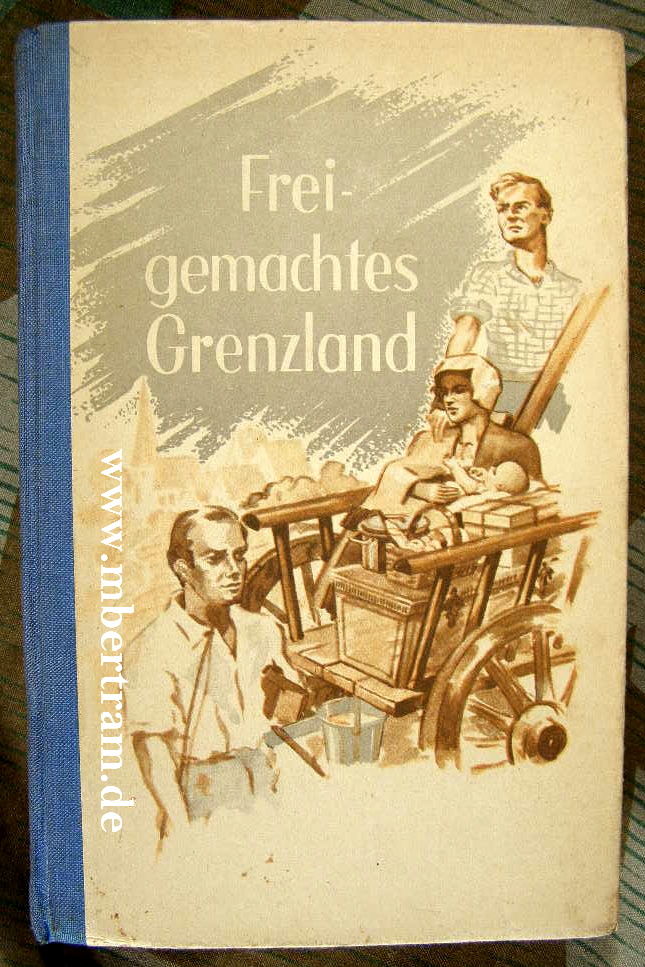 Frei-
gemachtes
Grenzland
www.mbertram.de